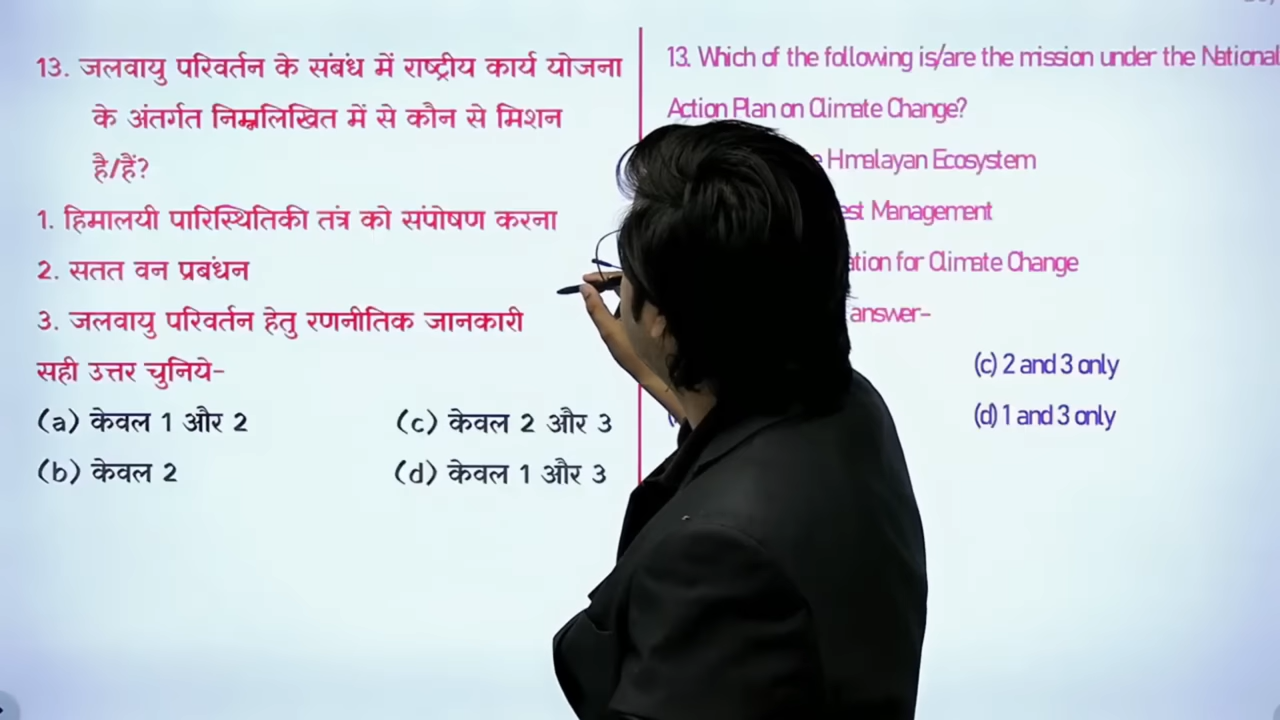 13. जलवायु परिवर्तन के संबंध में राष्ट्रीय कार्य योजना
के अंतर्गत निम्नलिखित में से कौन से मिशन
है/हैं?
1. हिमालयी पारिस्थितिकी तंत्र को संपोषण करना
2. सतत वन प्रबंधन
3. जलवायु परिवर्तन हेतु रणनीतिक जानकारी
सही उत्तर चुनिये-
(a) केवल 1 और 2
(c) केवल 2 और 3
(b) केवल 2
(d) केवल 1 और 3
13. Which of the following is/are the mission under the National
Action Plan on Climate Change?
Himalayan Ecosystem
Management
for Climate Change
answer-
(c) 2 and 3 only
(d) 1 and 3 only